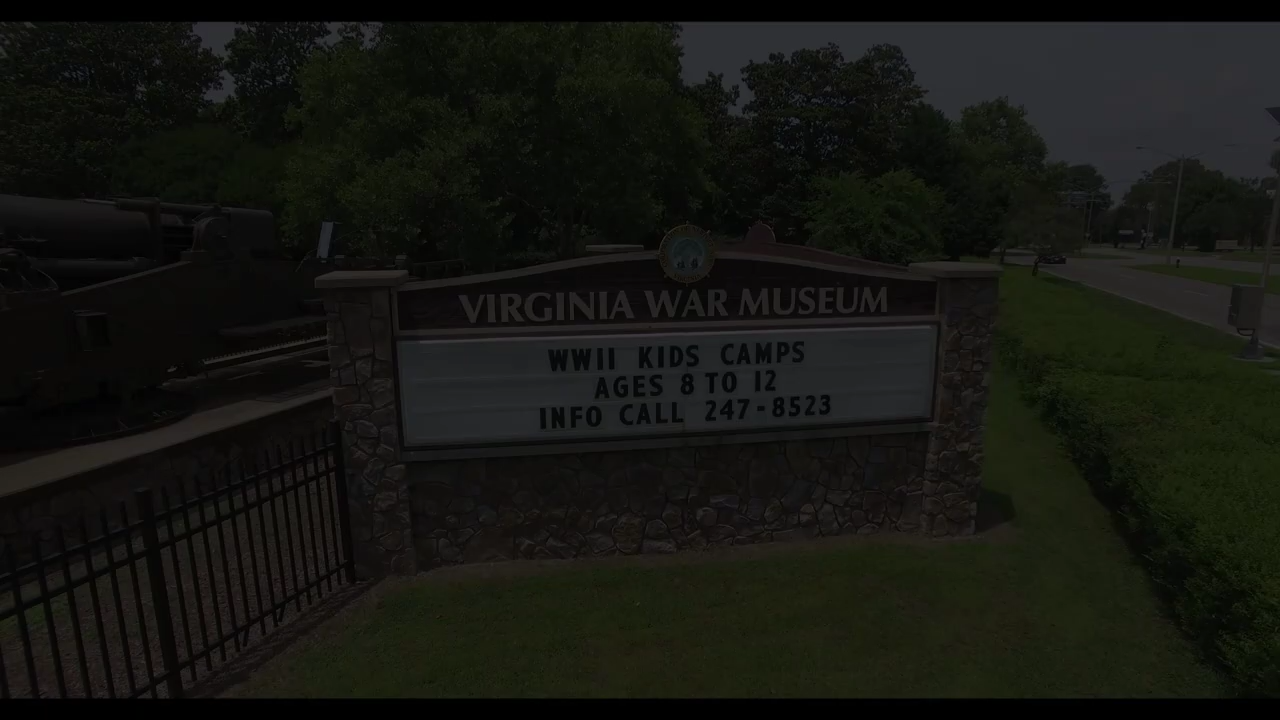 VIRGINIA WAR MUSEUM
WWII KIDS CAMPS
AGES 8 TO 12
INFO CALL 247-8523